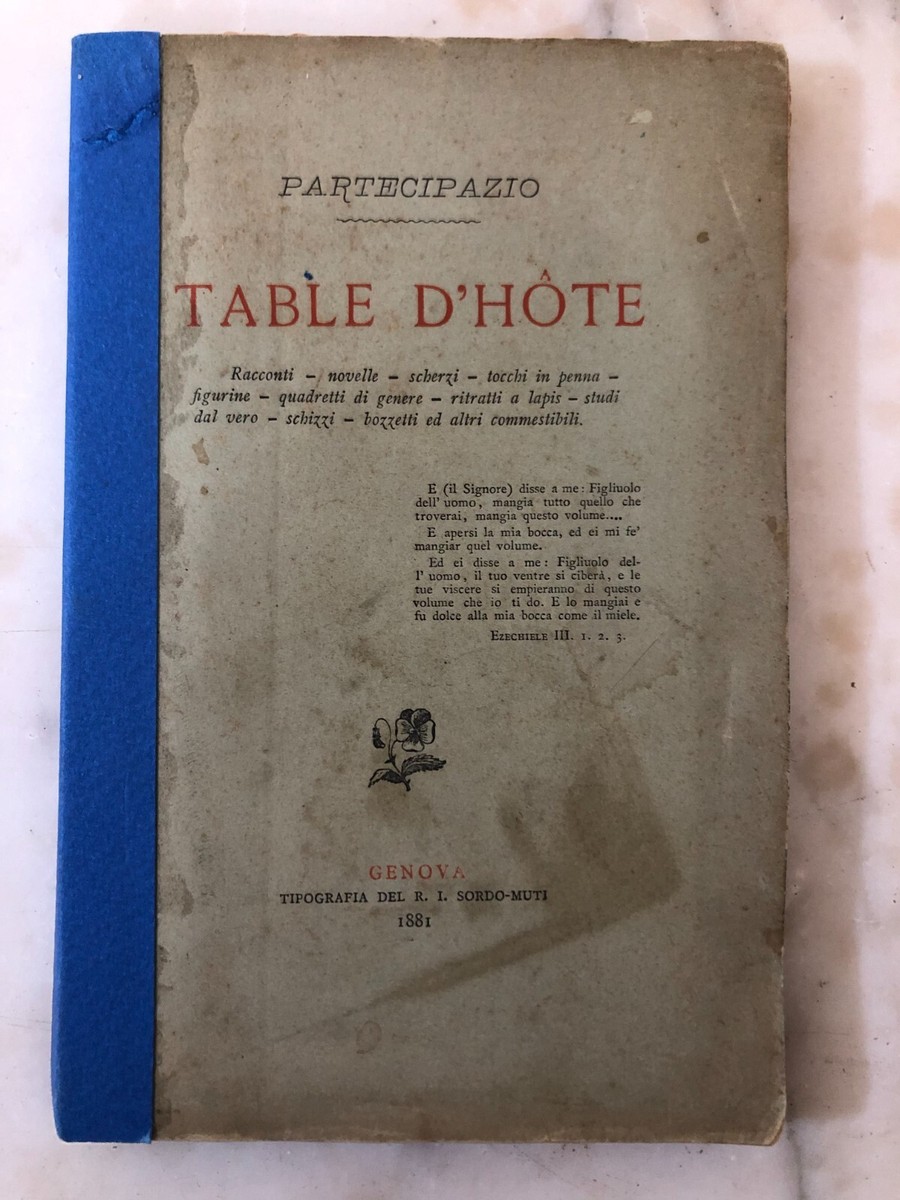 PARTECIPAZIO
TABLE D'HÔTE
Racconti – novelle – scherzi – tocchi in penna –
figurine – quadretti di genere – ritratti a lapis – studi
dal vero – schizzi – bozzetti ed altri commestibili.
E (il Signore) disse a me: Figliuolo
dell' uomo, mangia tutto quello che
troverai, mangia questo volume....
E apersi la mia bocca, ed ei mi fe'
mangiar quel volume.
Ed ei disse a me: Figliuolo del-
l' uomo, il tuo ventre si ciberà, e le
tue viscere si empieranno di questo
volume che io ti do. E lo mangiai e
fu dolce alla mia bocca come il miele.
EZECHIELE III. 1. 2. 3.
GENOVA
TIPOGRAFIA DEL R. I. SORDO-MUTI
1881